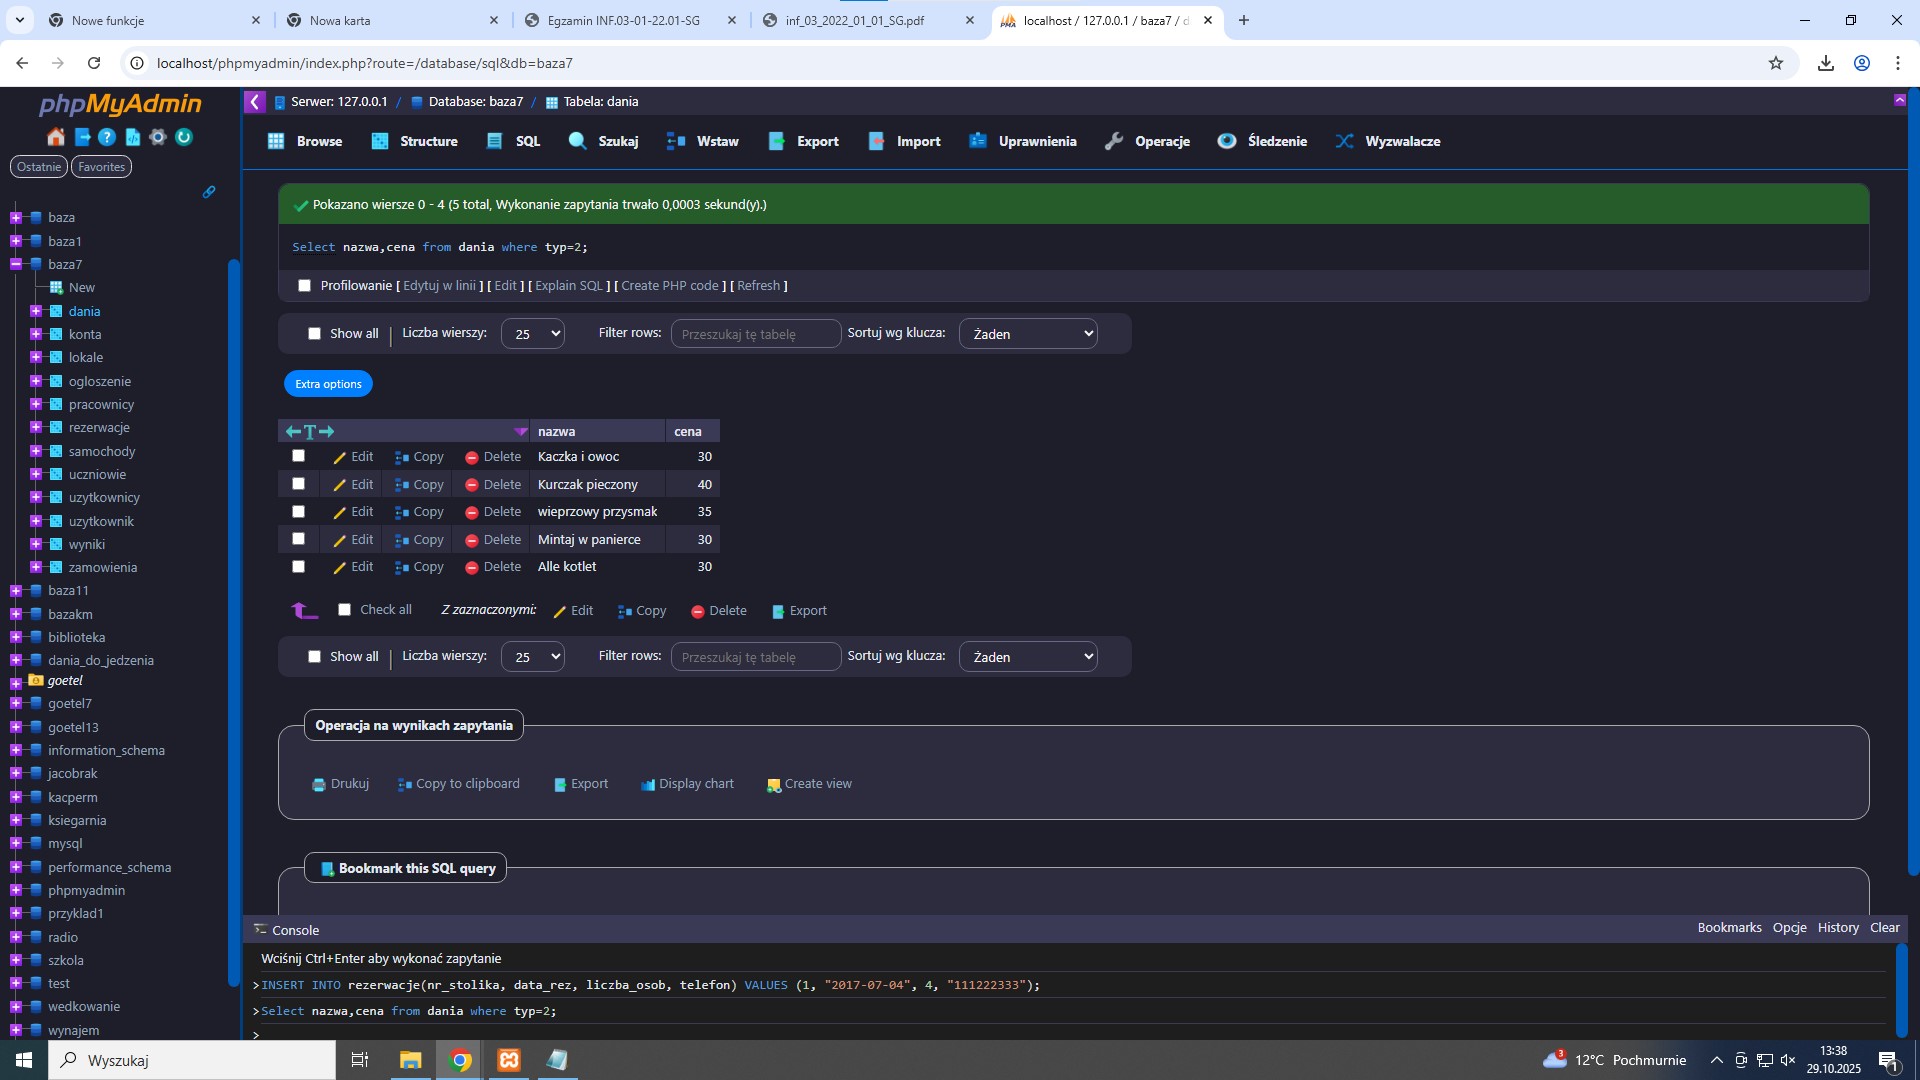 Nowe funkcje
Nowa karta
Egzamin INF.03-01-22.01-SG
inf_03_2022_01_01_SG.pdf
localhost / 127.0.0.1 / baza7 / d
localhost/phpmyadmin/index.php?route=/database/sql&db=baza7
phpMyAdmin
Ostatnie Favorites
baza
baza1
baza7
New
dania
konta
lokale
ogloszenie
pracownicy
rezerwacje
samochody
uczniowie
uzytkownicy
uzytkownik
wyniki
zamowienia
baza11
bazakm
biblioteka
dania_do_jedzenia
goetel
goetel7
goetel13
information_schema
jacobrak
kacperm
ksiegarnia
mysql
performance_schema
phpmyadmin
przyklad1
radio
szkola
test
wedkowanie
wynajem
Serwer: 127.0.0.1 / Database: baza7 / Tabela: dania
Browse Structure SQL Szukaj Wstaw Export Import Uprawnienia Operacje Śledzenie Wyzwalacze
Pokazano wiersze 0 - 4 (5 total, Wykonanie zapytania trwało 0,0003 sekund(y).)
Select nazwa,cena from dania where typ=2;
Profilowanie [ Edytuj w linii ] [ Edit ] [ Explain SQL ] [ Create PHP code ] [ Refresh ]
Show all | Liczba wierszy: 25 Filter rows: Przeszukaj tę tabelę Sortuj wg klucza: Żaden
Extra options
←T→ nazwa cena
Edit Copy Delete Kaczka i owoc 30
Edit Copy Delete Kurczak pieczony 40
Edit Copy Delete wieprzowy przysmak 35
Edit Copy Delete Mintaj w panierce 30
Edit Copy Delete Alle kotlet 30
Check all Z zaznaczonymi: Edit Copy Delete Export
Show all | Liczba wierszy: 25 Filter rows: Przeszukaj tę tabelę Sortuj wg klucza: Żaden
Operacja na wynikach zapytania
Drukuj Copy to clipboard Export Display chart Create view
Bookmark this SQL query
Console Bookmarks Opcje History Clear
Wciśnij Ctrl+Enter aby wykonać zapytanie
>INSERT INTO rezerwacje(nr_stolika, data_rez, liczba_osob, telefon) VALUES (1, "2017-07-04", 4, "111222333");
>Select nazwa,cena from dania where typ=2;
>
Wyszukaj
3
12°C Pochmurnie
13:38
29.10.2025
1